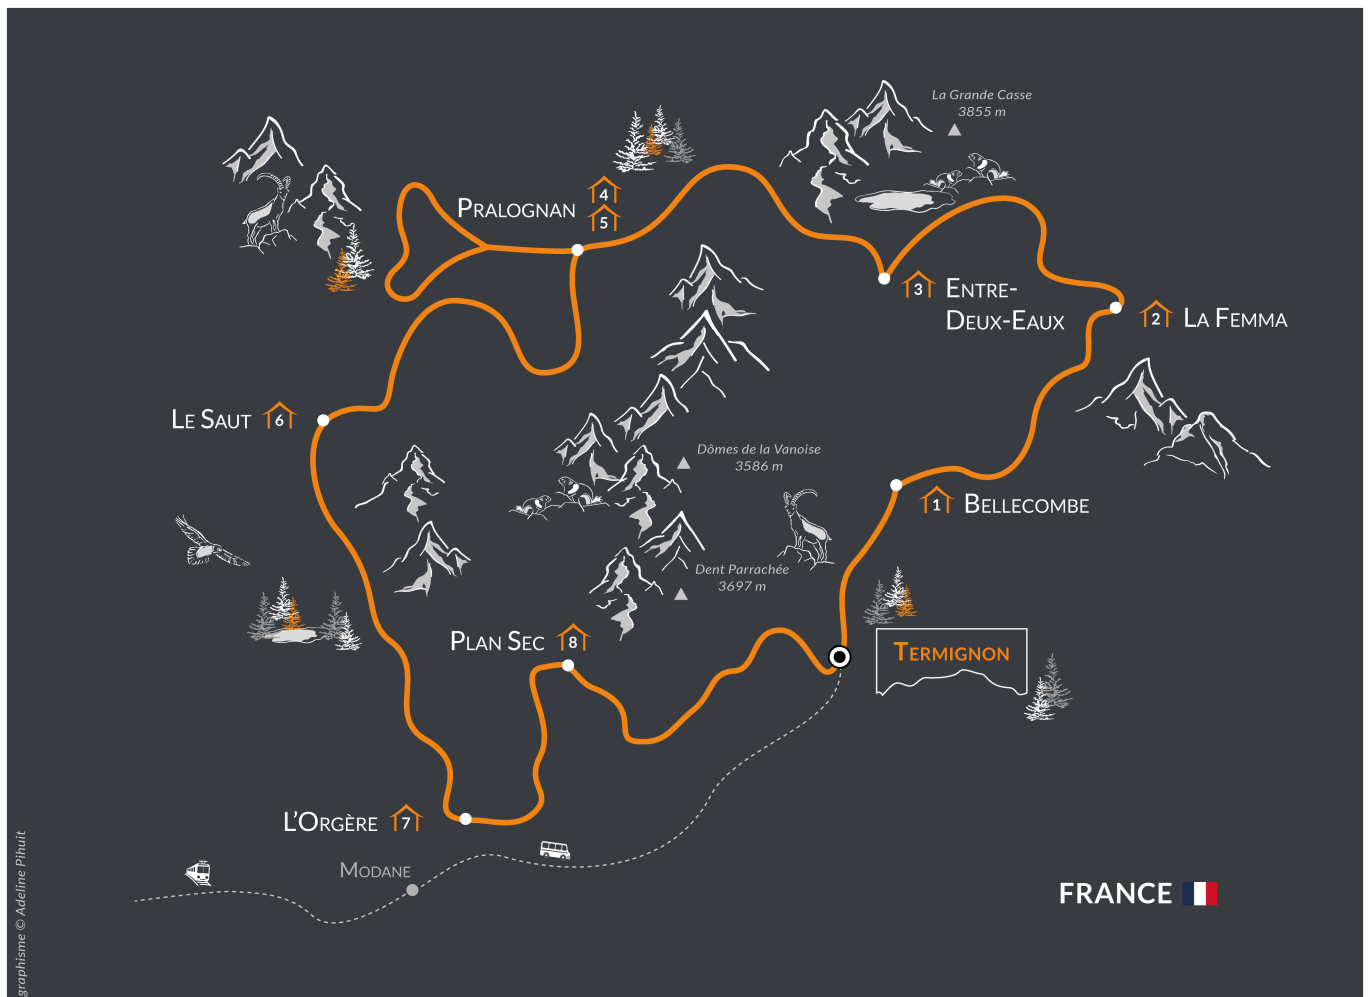 La Grande Casse
3855 m
PRALOGNAN
4
5
3
ENTRE-
DEUX-EAUX
2
LA FEMMA
LE SAUT
6
Dômes de la Vanoise
3586 m
1
BELLECOMBE
Dent Parrachée
3697 m
PLAN SEC
8
TERMIGNON
L'ORGÈRE
7
MODANE
FRANCE
graphisme © Adeline Pihuit